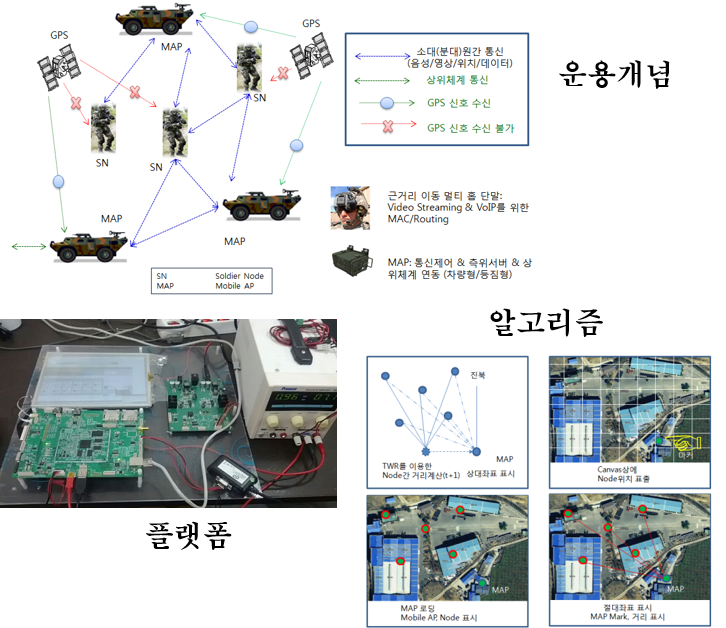 GPS
MAP
GPS
SN
SN
SN
MAP
MAP
SN Soldier Node
MAP Mobile AP
소대(분대)원간 통신
(음성/영상/위치/데이터)
상위체계 통신
GPS 신호 수신
GPS 신호 수신 불가
운용개념
근거리 이동 멀티 홉 단말:
Video Streaming & VoIP를 위한
MAC/Routing
MAP: 통신제어 & 측위서버 & 상
위체계 연동 (차량형/등짐형)
알고리즘
진북
MAP
TWR를 이용한
Node간 거리계산(t+1)
상대좌표 표시
마커
Canvas상에
Node위치 표출
MAP
MAP 로딩
Mobile AP, Node 표시
MAP
절대좌표 표시
MAP Mark, 거리 표시
플랫폼